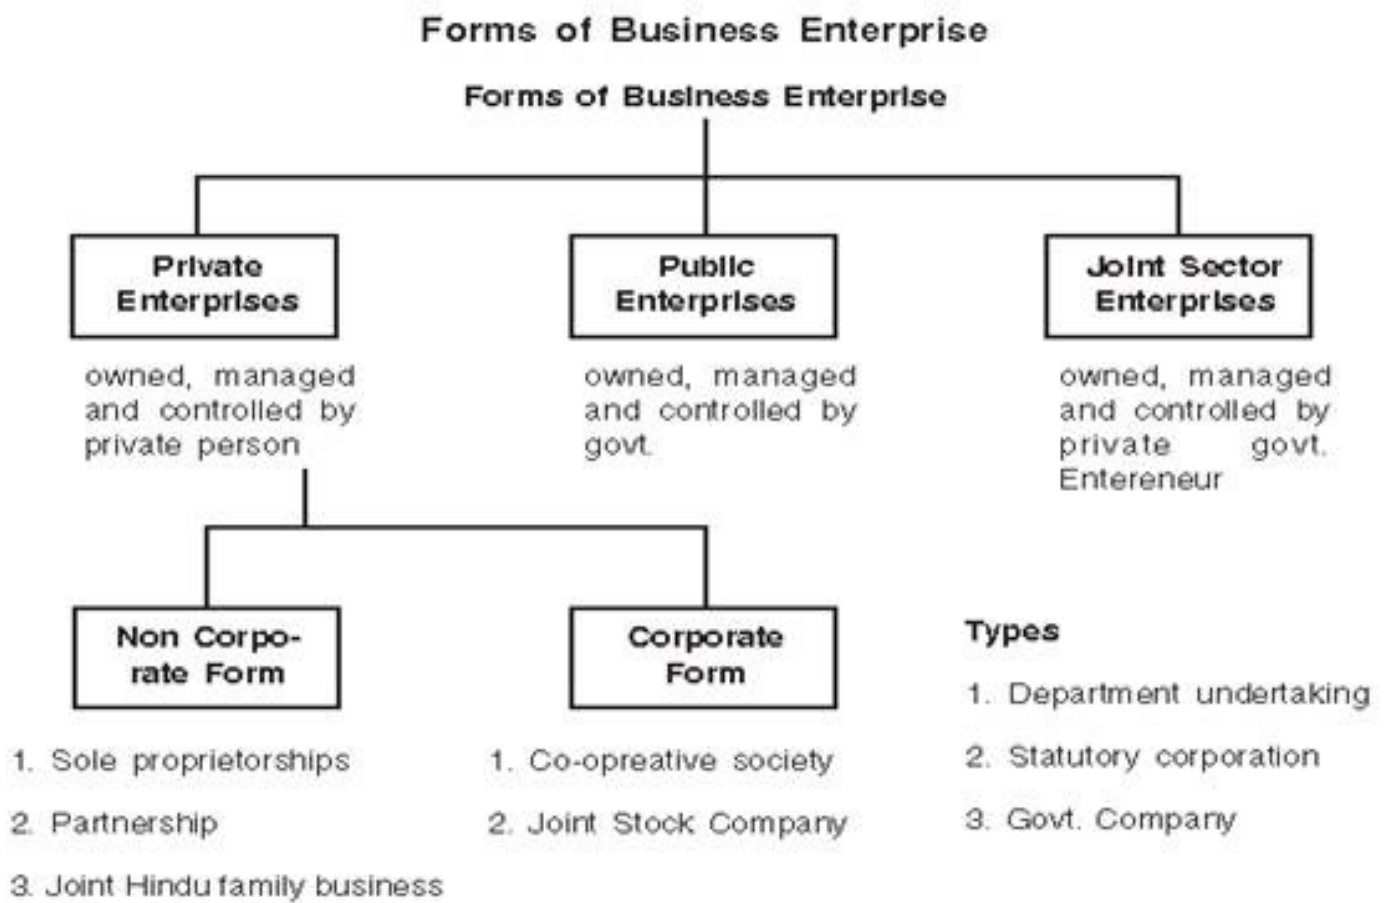 Forms of Business Enterprise
Forms of Business Enterprise
Private
Enterprises
owned, managed
and controlled by
private person
Public
Enterprises
owned, managed
and controlled by
govt.
Joint Sector
Enterprises
owned, managed
and controlled by
private govt.
Entereneur
Non Corpo-
rate Form
1. Sole proprietorships
2. Partnership
3. Joint Hindu family business
Corporate
Form
1. Co-opreative society
2. Joint Stock Company
Types
1. Department undertaking
2. Statutory corporation
3. Govt. Company